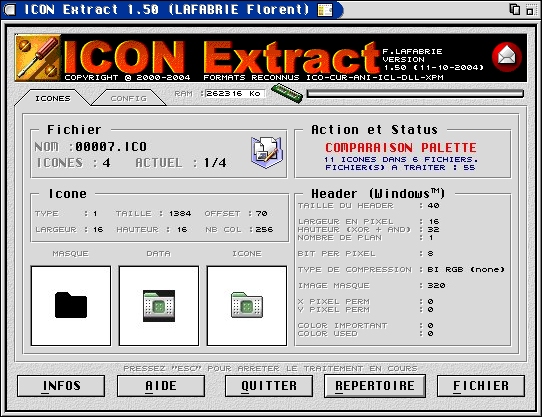 ICON Extract 1.50 (LAFABRIE Florent)
ICON Extract
F.LAFABRIE
VERSION
1.50 (11-10-2004)
COPYRIGHT @ 2000-2004 FORMATS RECONNUS ICO-CUR-ANI-ICL-DLL-XPM
ICONES CONFIG RAM : 262316 Ko
Fichier
NOM :00007.ICO
ICONES : 4 ACTUEL : 1/4
Action et Status
COMPARAISON PALETTE
11 ICONES DANS 6 FICHIERS.
FICHIER(S) A TRAITER : 55
Icone
TYPE : 1 TAILLE : 1384 OFFSET : 70
LARGEUR : 16 HAUTEUR : 16 NB COL : 256
MASQUE DATA ICONE
Header (Windows™)
TAILLE DU HEADER : 40
LARGEUR EN PIXEL : 16
HAUTEUR (XOR + AND) : 32
NOMBRE DE PLAN : 1
BIT PER PIXEL : 8
TYPE DE COMPRESSION : BI RGB (none)
IMAGE MASQUE : 320
X PIXEL PERM : 0
Y PIXEL PERM : 0
COLOR IMPORTANT : 0
COLOR USED : 0
PRESSEZ "ESC" POUR ARRETER LE TRAITEMENT EN COURS
INFOS AIDE QUITTER REPERTOIRE FICHIER